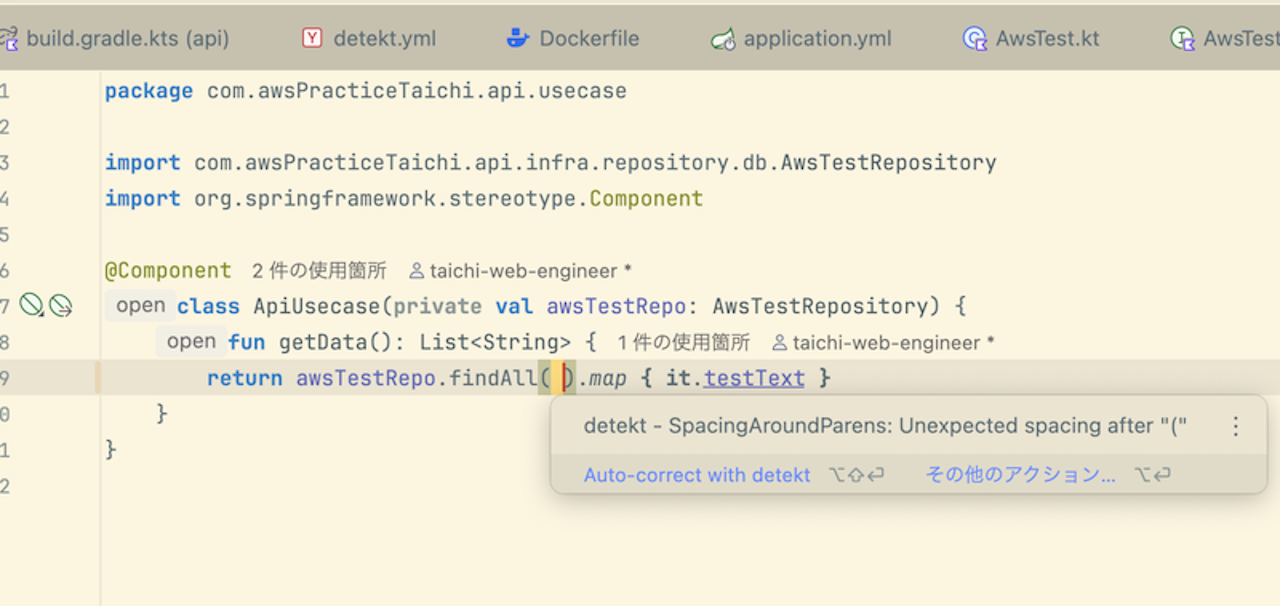 build.gradle.kts (api) detekt.yml Dockerfile application.yml AwsTest.kt AwsTest
1 package com.awsPracticeTaichi.api.usecase
2
3 import com.awsPracticeTaichi.api.infra.repository.db.AwsTestRepository
4 import org.springframework.stereotype.Component
5
6 @Component 2 件の使用箇所 taichi-web-engineer *
7 open class ApiUsecase(private val awsTestRepo: AwsTestRepository) {
8 open fun getData(): List<String> { 1 件の使用箇所 taichi-web-engineer *
9 return awsTestRepo.findAll( ).map { it.testText }
0 }
1 }
2
detekt - SpacingAroundParens: Unexpected spacing after "("
Auto-correct with detekt ⌥⇧⏎ その他のアクション... ⌥⏎